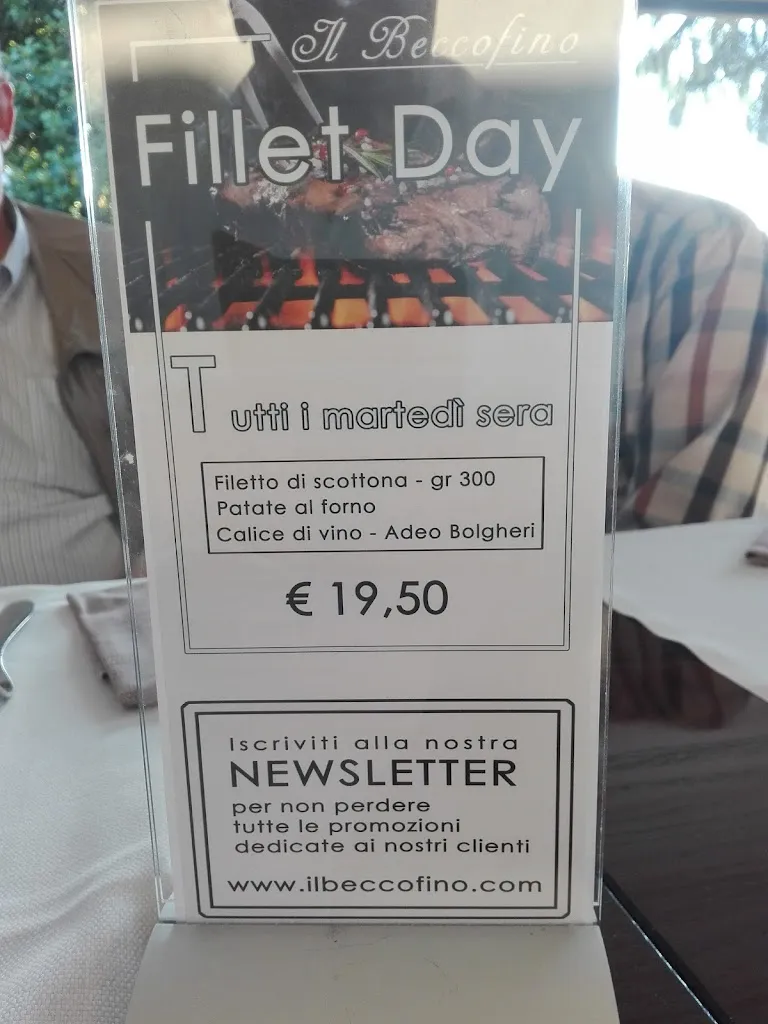 Il Beccofino
Fillet Day
Tutti i martedì sera
Filetto di scottona - gr 300
Patate al forno
Calice di vino - Adeo Bolgheri
€ 19,50
Iscriviti alla nostra
NEWSLETTER
per non perdere
tutte le promozioni
dedicate ai nostri clienti
www.ilbeccofino.com